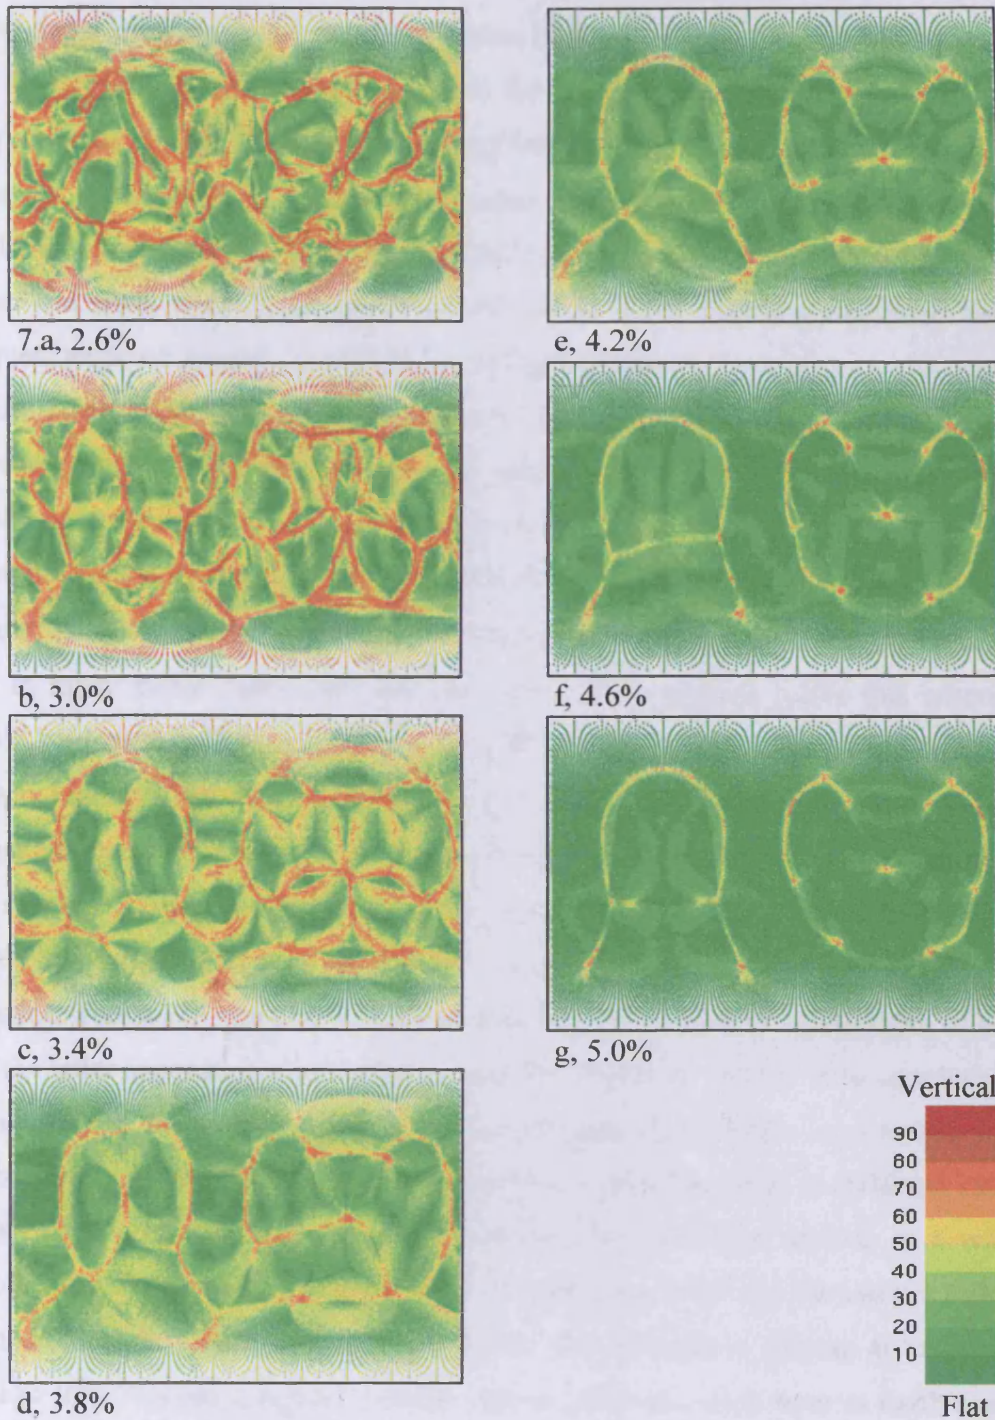 7.a, 2.6%
e, 4.2%
b, 3.0%
f, 4.6%
c, 3.4%
g, 5.0%
d, 3.8%
Vertical
90
80
70
60
50
40
30
20
10
Flat